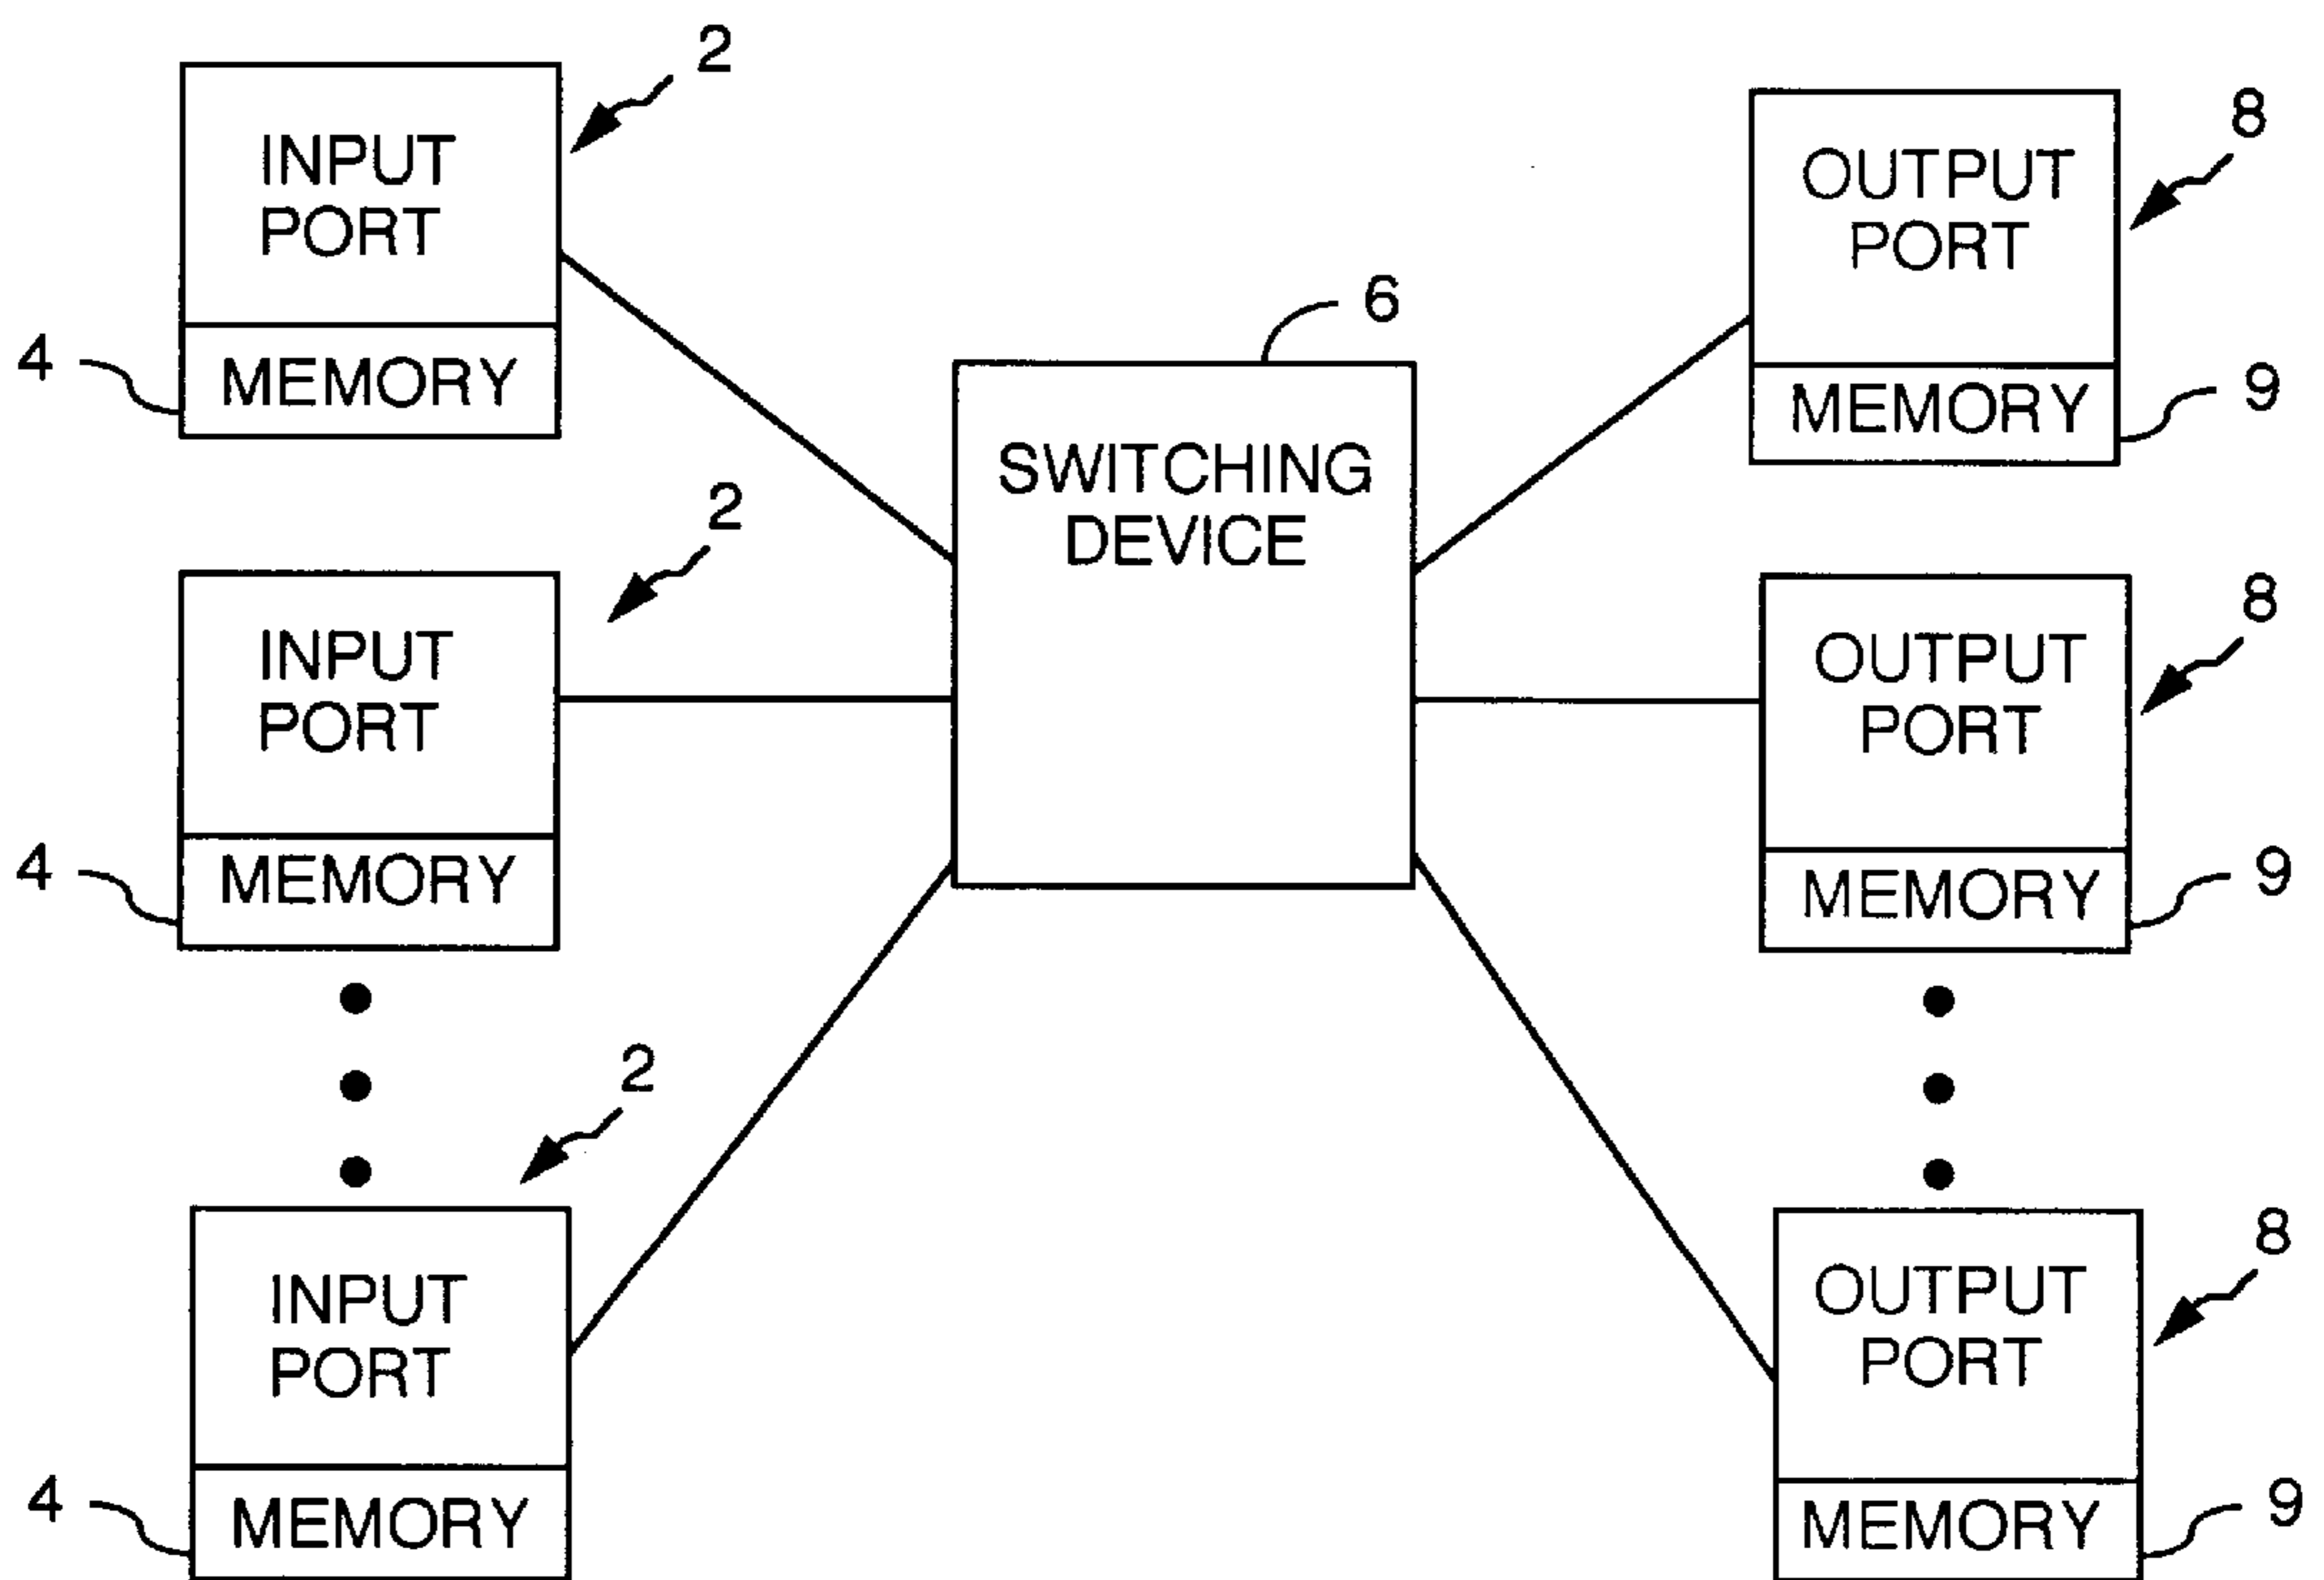 2
INPUT
PORT
4
MEMORY
2
INPUT
PORT
4
MEMORY
2
INPUT
PORT
4
MEMORY
6
SWITCHING
DEVICE
8
OUTPUT
PORT
MEMORY
9
8
OUTPUT
PORT
MEMORY
9
8
OUTPUT
PORT
MEMORY
9